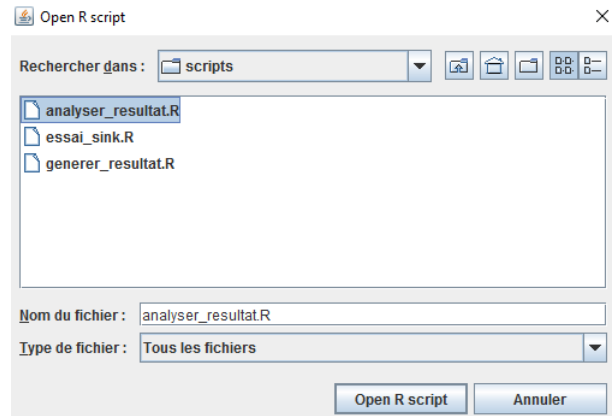 Open R script
Rechercher dans : scripts
analyser_resultat.R
essai_sink.R
generer_resultat.R
Nom du fichier : analyser_resultat.R
Type de fichier : Tous les fichiers
Open R script Annuler